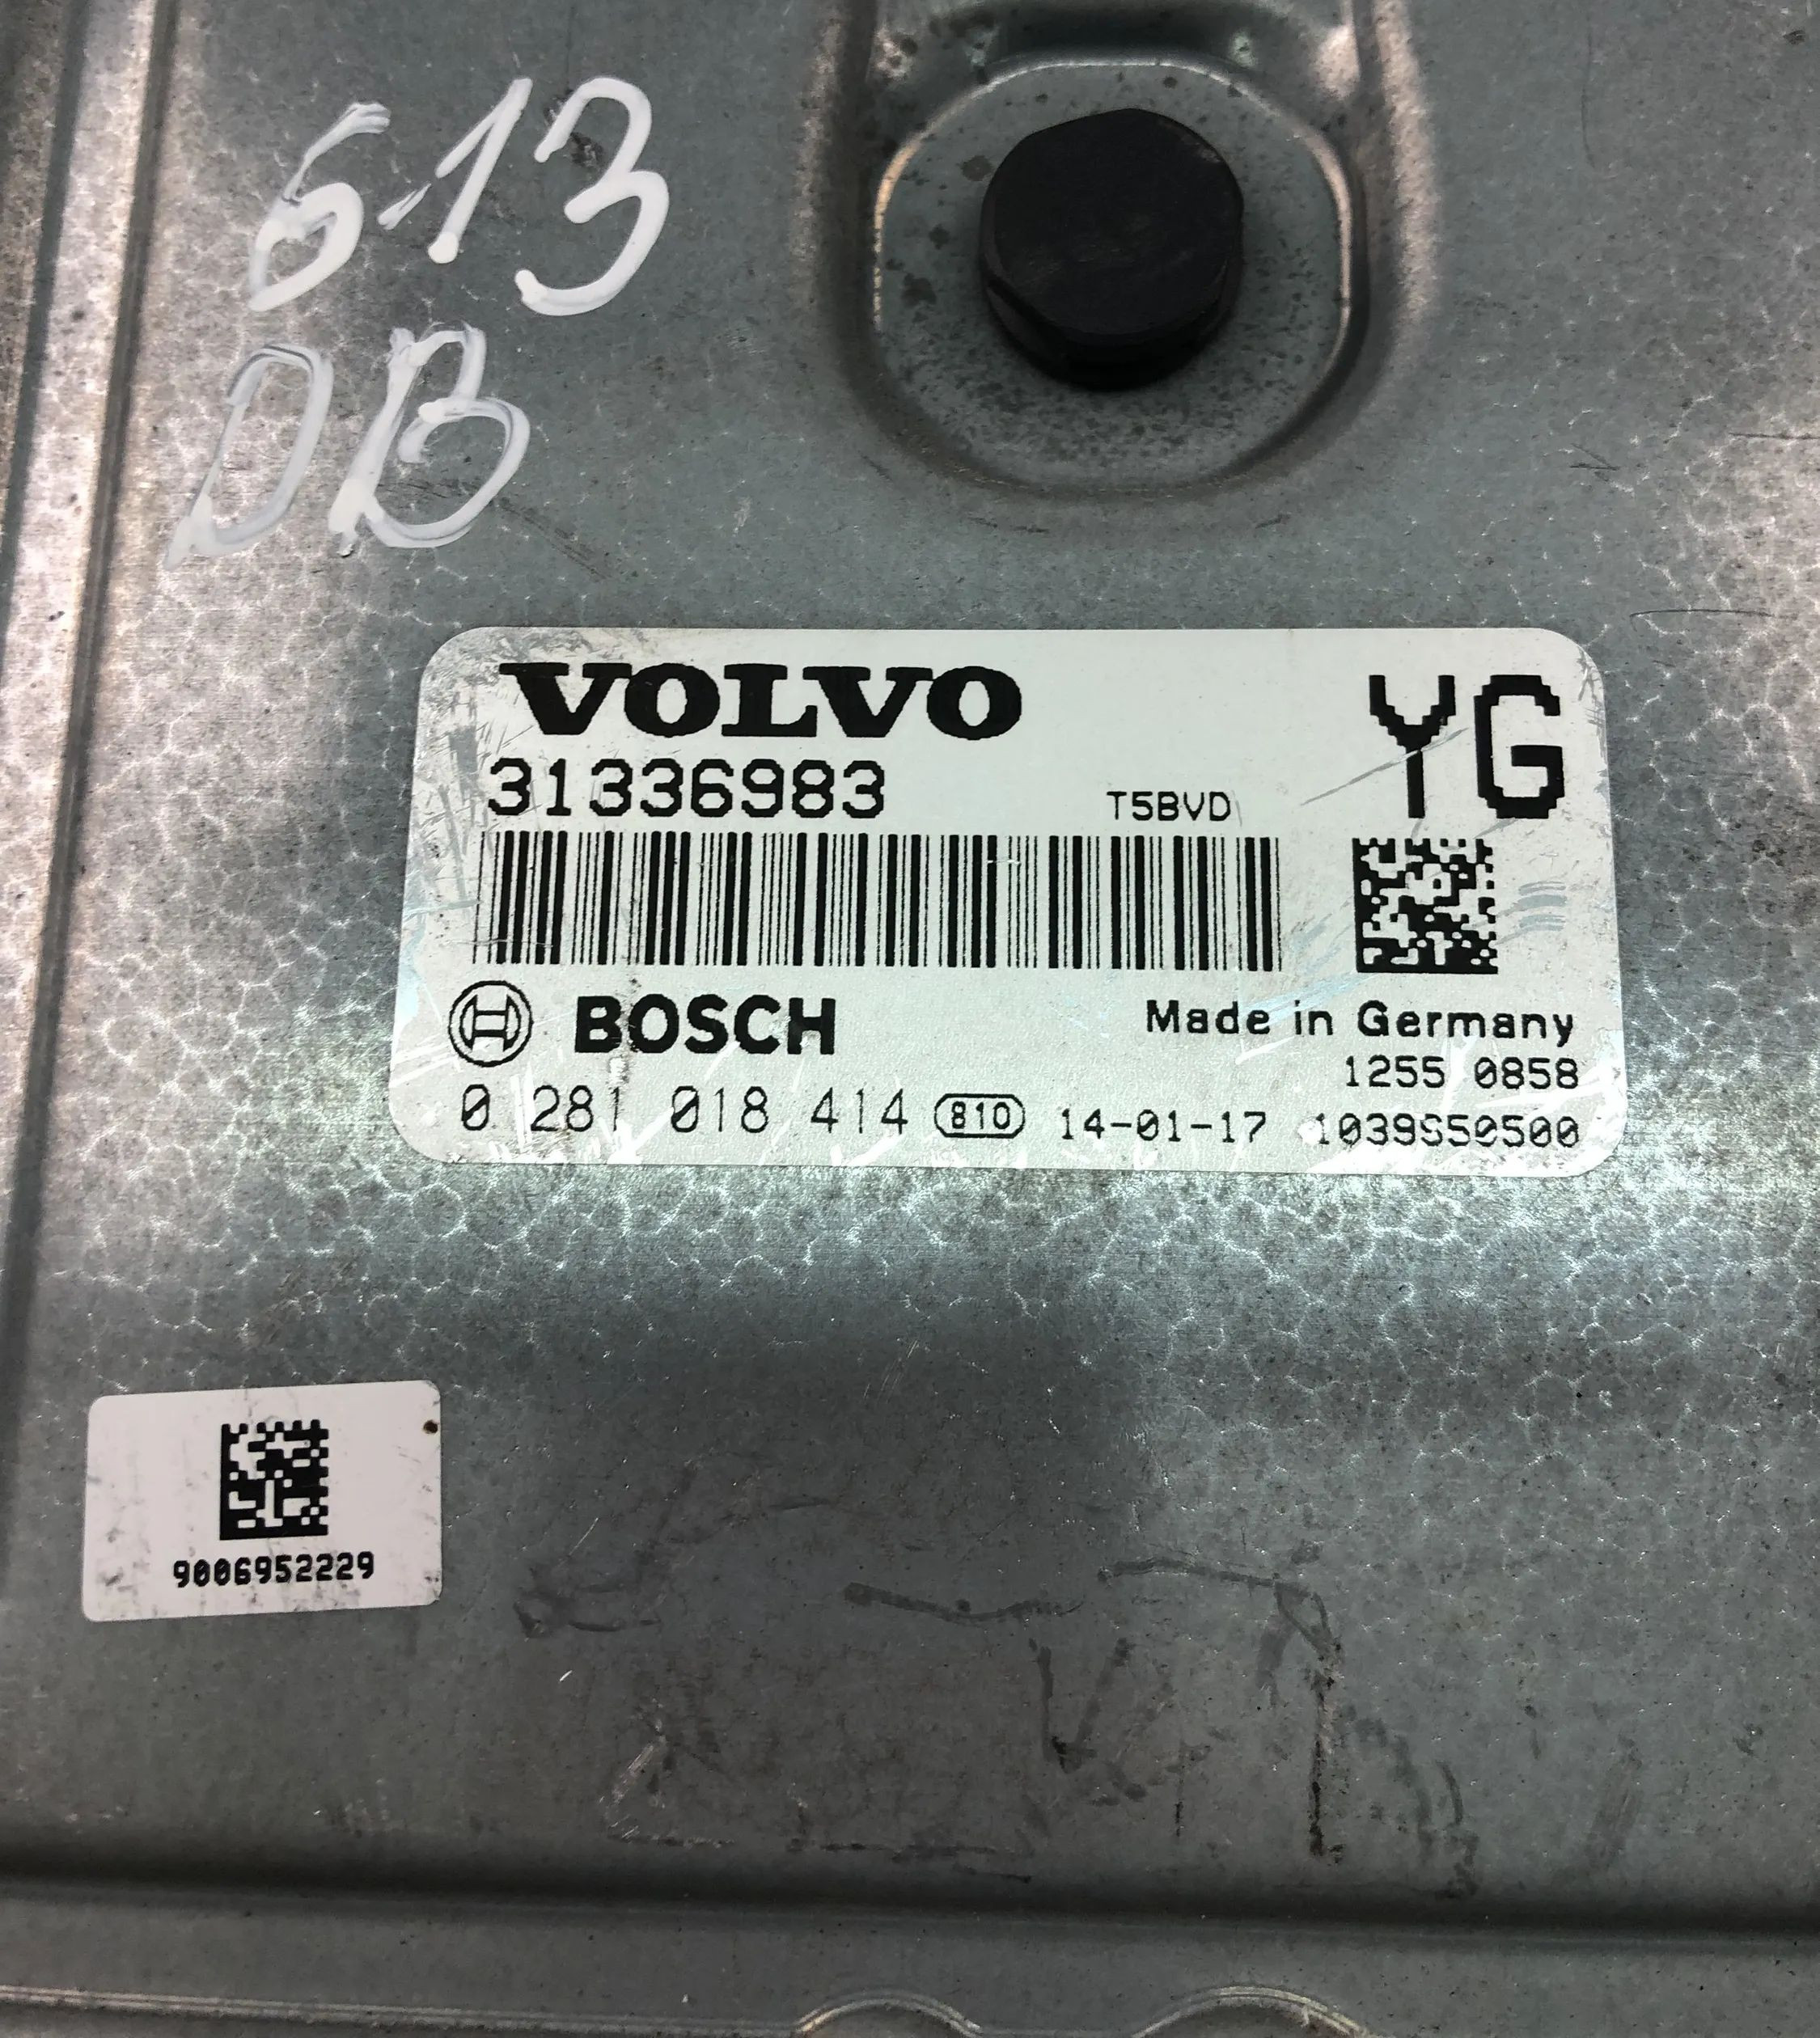 613
DB
VOLVO
YG
31336983 T5BVD
BOSCH
Made in Germany
1255 0858
0 281 018 414 810 14-01-17 1039S50500
9006952229